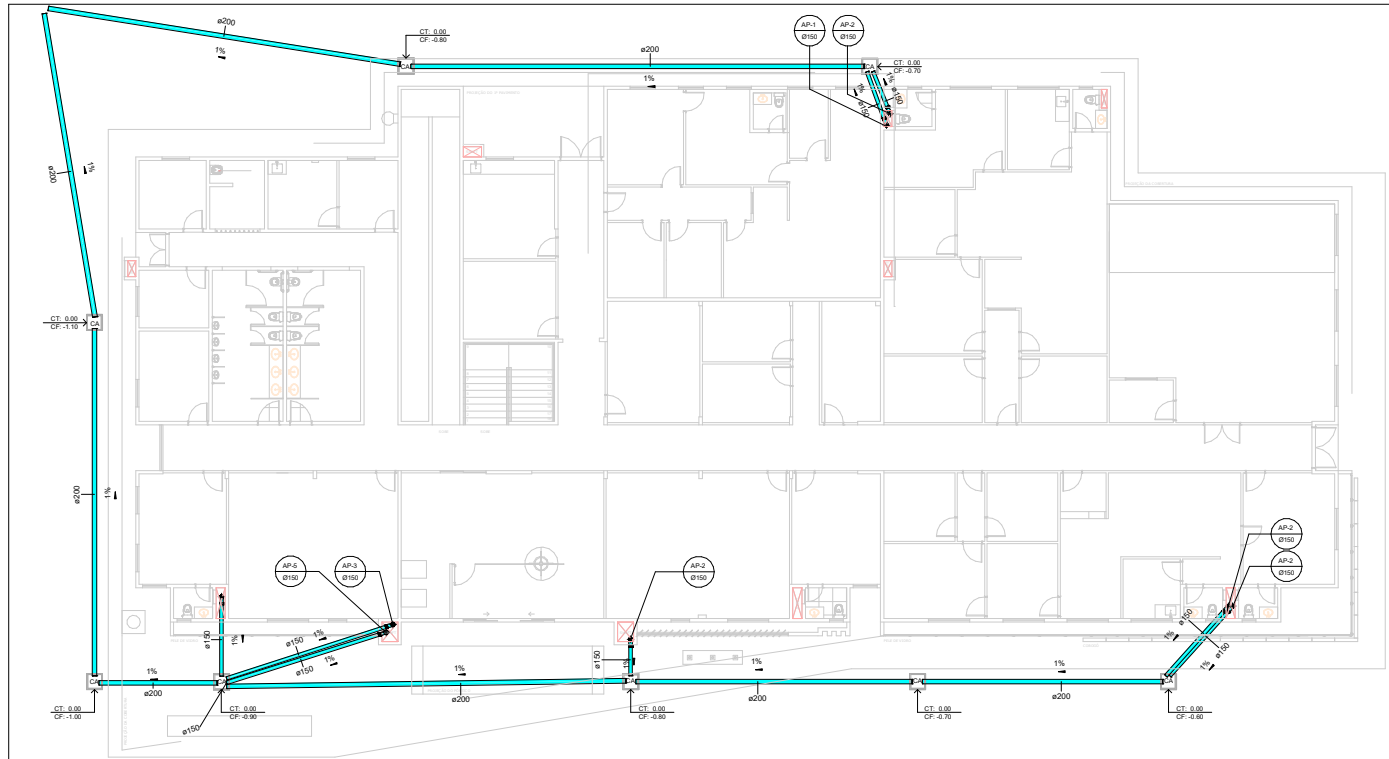 AP-1
Ø150
AP-2
Ø150
ø200
1%
CT: 0.00
CF: -0.80
ø200
1%
CA
CA
CT: 0.00
CF: -0.70
1%
1%
ø150
ø150
ø200
1%
CT: 0.00
CF: -1.10
CA
ø200
1%
AP-5
Ø150
AP-3
Ø150
AP-2
Ø150
AP-2
Ø150
AP-2
Ø150
ø150
1%
ø150
1%
ø150
1%
ø150
1%
ø150
1%
ø150
1%
CA
1%
ø200
CA
1%
ø200
CA
1%
ø200
CA
1%
ø200
CA
CT: 0.00
CF: -1.00
CT: 0.00
CF: -0.90
ø150
CT: 0.00
CF: -0.80
CT: 0.00
CF: -0.70
CT: 0.00
CF: -0.60